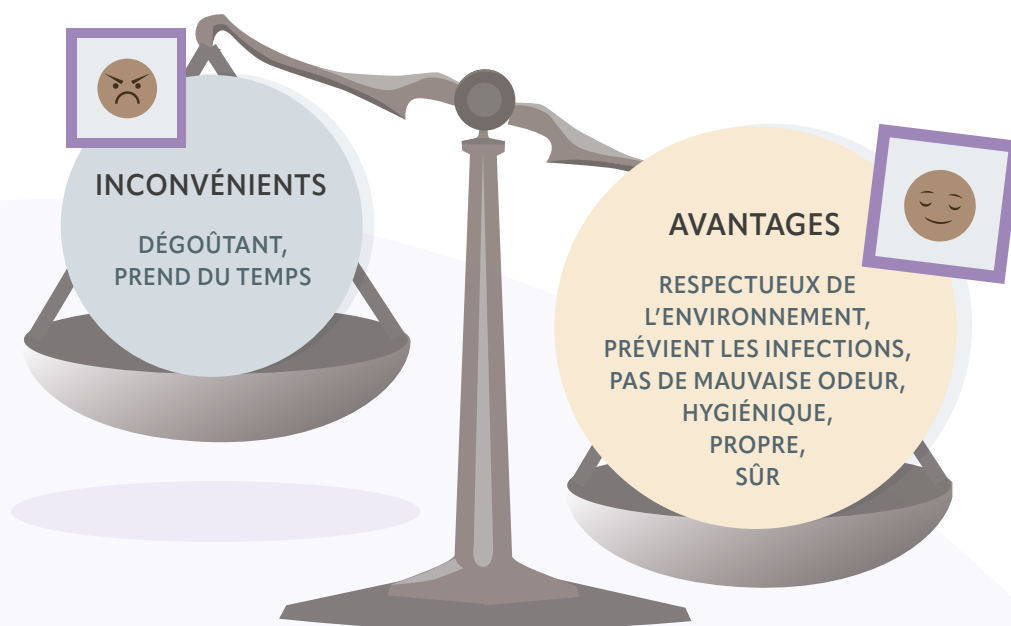 INCONVÉNIENTS
DÉGOÛTANT,
PREND DU TEMPS
AVANTAGES
RESPECTUEUX DE
L'ENVIRONNEMENT,
PRÉVIENT LES INFECTIONS,
PAS DE MAUVAISE ODEUR,
HYGIÉNIQUE,
PROPRE,
SÛR